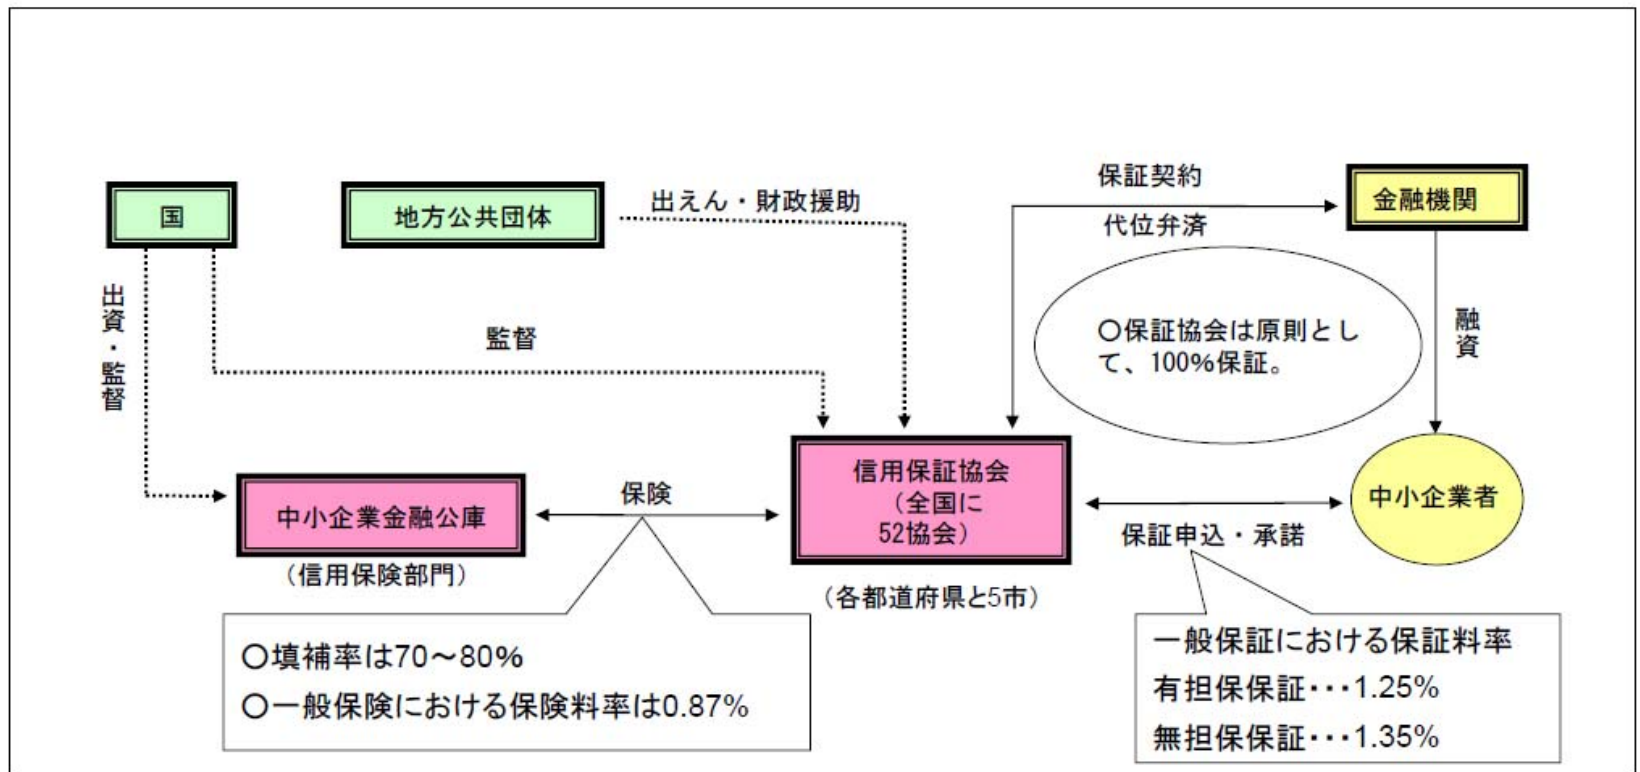 国
地方公共団体
出えん・財政援助
保証契約
代位弁済
金融機関
出資・監督
監督
〇保証協会は原則とし
て、100%保証。
融資
中小企業金融公庫
（信用保険部門）
保険
信用保証協会
（全国に
52協会）
（各都道府県と5市）
保証申込・承諾
中小企業者
〇填補率は70～80%
〇一般保険における保険料率は0.87%
一般保証における保証料率
有担保保証・・・1.25%
無担保保証・・・1.35%